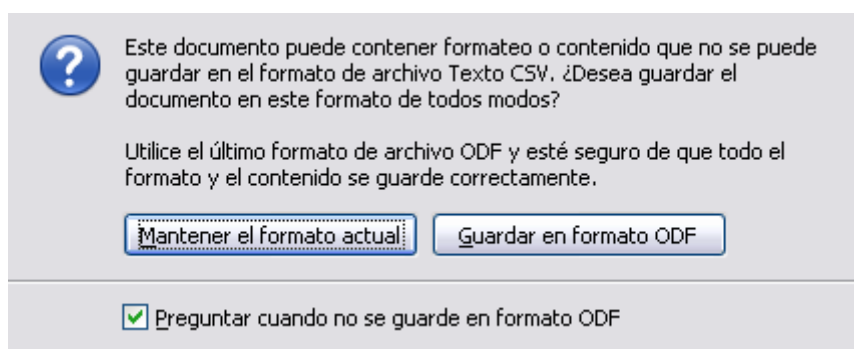 Este documento puede contener formateo o contenido que no se puede
guardar en el formato de archivo Texto CSV. ¿Desea guardar el
documento en este formato de todos modos?
Utilice el último formato de archivo ODF y esté seguro de que todo el
formato y el contenido se guarde correctamente.
Mantener el formato actual
Guardar en formato ODF
Preguntar cuando no se guarde en formato ODF